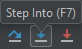 Step Into (F7)